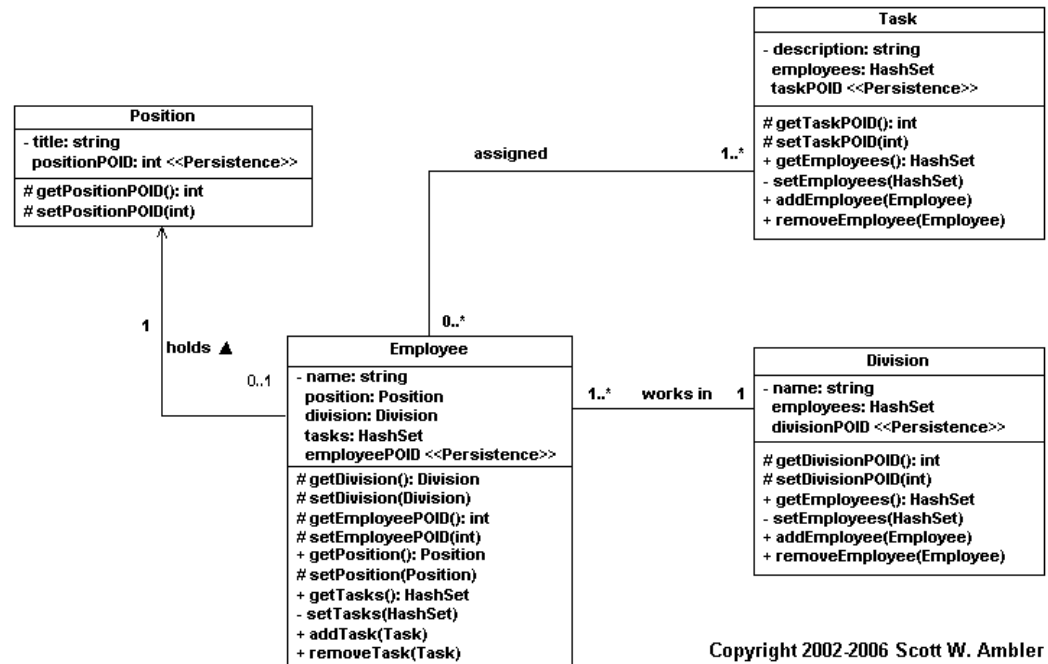 Task
- description: string
employees: HashSet
taskPOID <<Persistence>>
# getTaskPOID(): int
# setTaskPOID(int)
+ getEmployees(): HashSet
- setEmployees(HashSet)
+ addEmployee(Employee)
+ removeEmployee(Employee)
Position
- title: string
positionPOID: int <<Persistence>>
# getPositionPOID(): int
# setPositionPOID(int)
assigned
1..*
0..*
1
holds ▲
0..1
Employee
- name: string
position: Position
division: Division
tasks: HashSet
employeePOID <<Persistence>>
# getDivision(): Division
# setDivision(Division)
# getEmployeePOID(): int
# setEmployeePOID(int)
+ getPosition(): Position
# setPosition(Position)
+ getTasks(): HashSet
- setTasks(HashSet)
+ addTask(Task)
+ removeTask(Task)
1..* works in 1
Division
- name: string
employees: HashSet
divisionPOID <<Persistence>>
# getDivisionPOID(): int
# setDivisionPOID(int)
+ getEmployees(): HashSet
- setEmployees(HashSet)
+ addEmployee(Employee)
+ removeEmployee(Employee)
Copyright 2002-2006 Scott W. Ambler